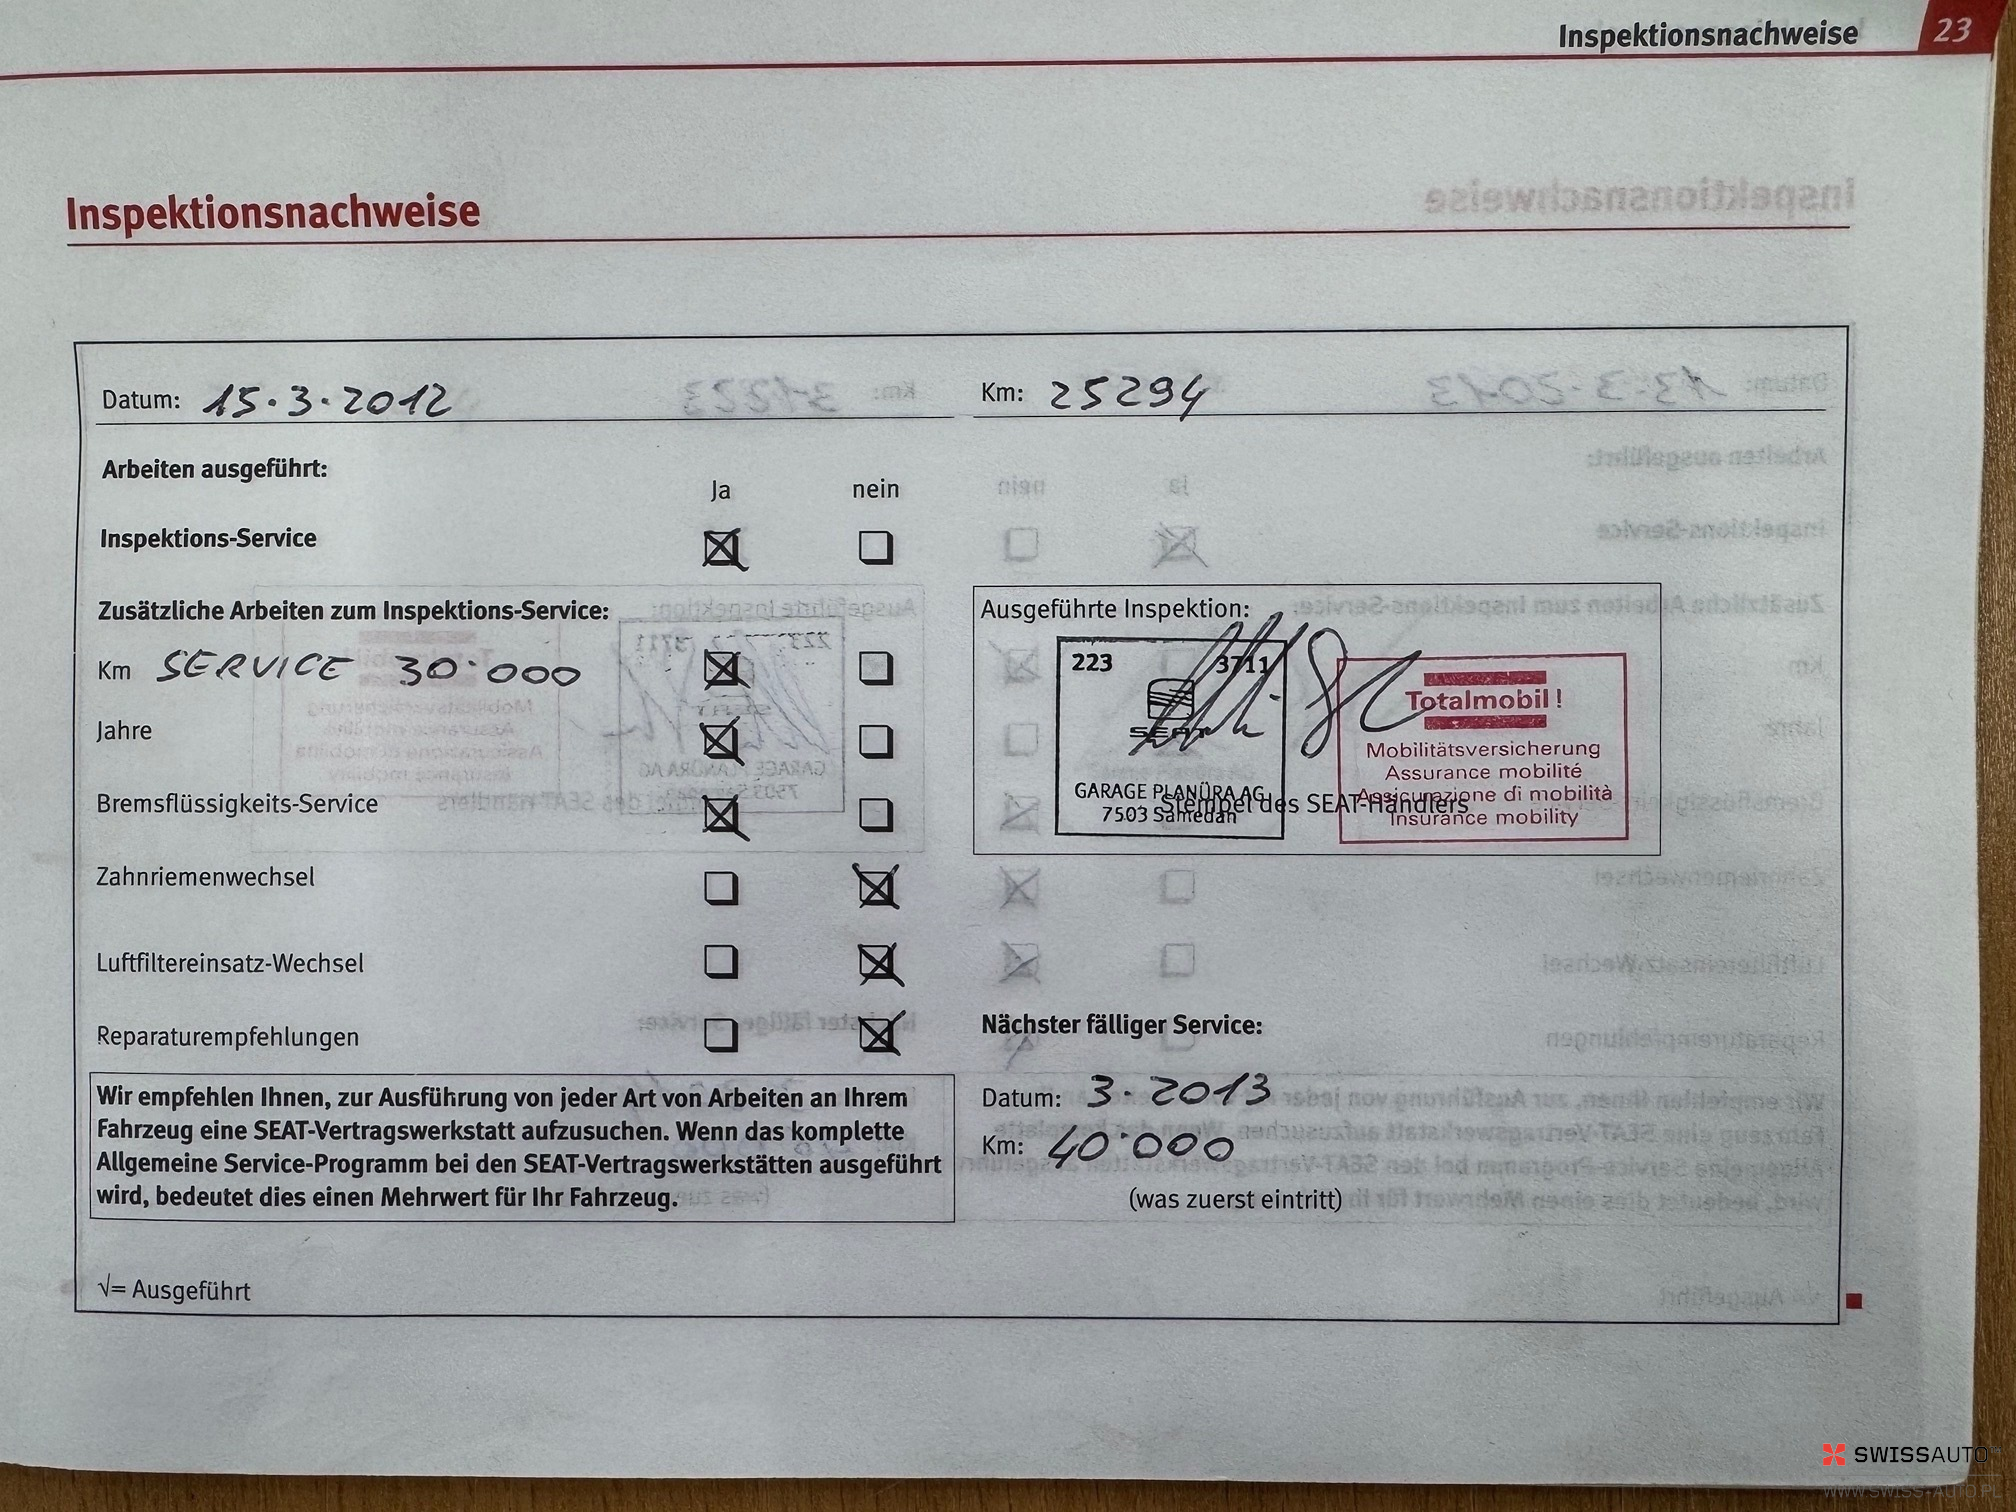 Inspektionsnachweise 23
Inspektionsnachweise
Datum: 15.3.2012
Km: 25294
Arbeiten ausgeführt:
Ja nein
Inspektions-Service
Zusätzliche Arbeiten zum Inspektions-Service:
Km SERVICE 30.000
Jahre
Bremsflüssigkeits-Service
Zahnriemenwechsel
Luftfiltereinsatz-Wechsel
Reparaturempfehlungen
Ausgeführte Inspektion:
223 3711
SEAT
GARAGE PLANÜRA AG
7503 Samedan
Stempel des SEAT-Händlers
Totalmobil!
Mobilitätsversicherung
Assurance mobilité
Assicurazione di mobilità
Insurance mobility
Nächster fälliger Service:
Datum: 3.2013
Km: 40.000
(was zuerst eintritt)
Wir empfehlen Ihnen, zur Ausführung von jeder Art von Arbeiten an Ihrem
Fahrzeug eine SEAT-Vertragswerkstatt aufzusuchen. Wenn das komplette
Allgemeine Service-Programm bei den SEAT-Vertragswerkstätten ausgeführt
wird, bedeutet dies einen Mehrwert für Ihr Fahrzeug.
√= Ausgeführt
SWISSAUTO
WWW.SWISS-AUTO.PL